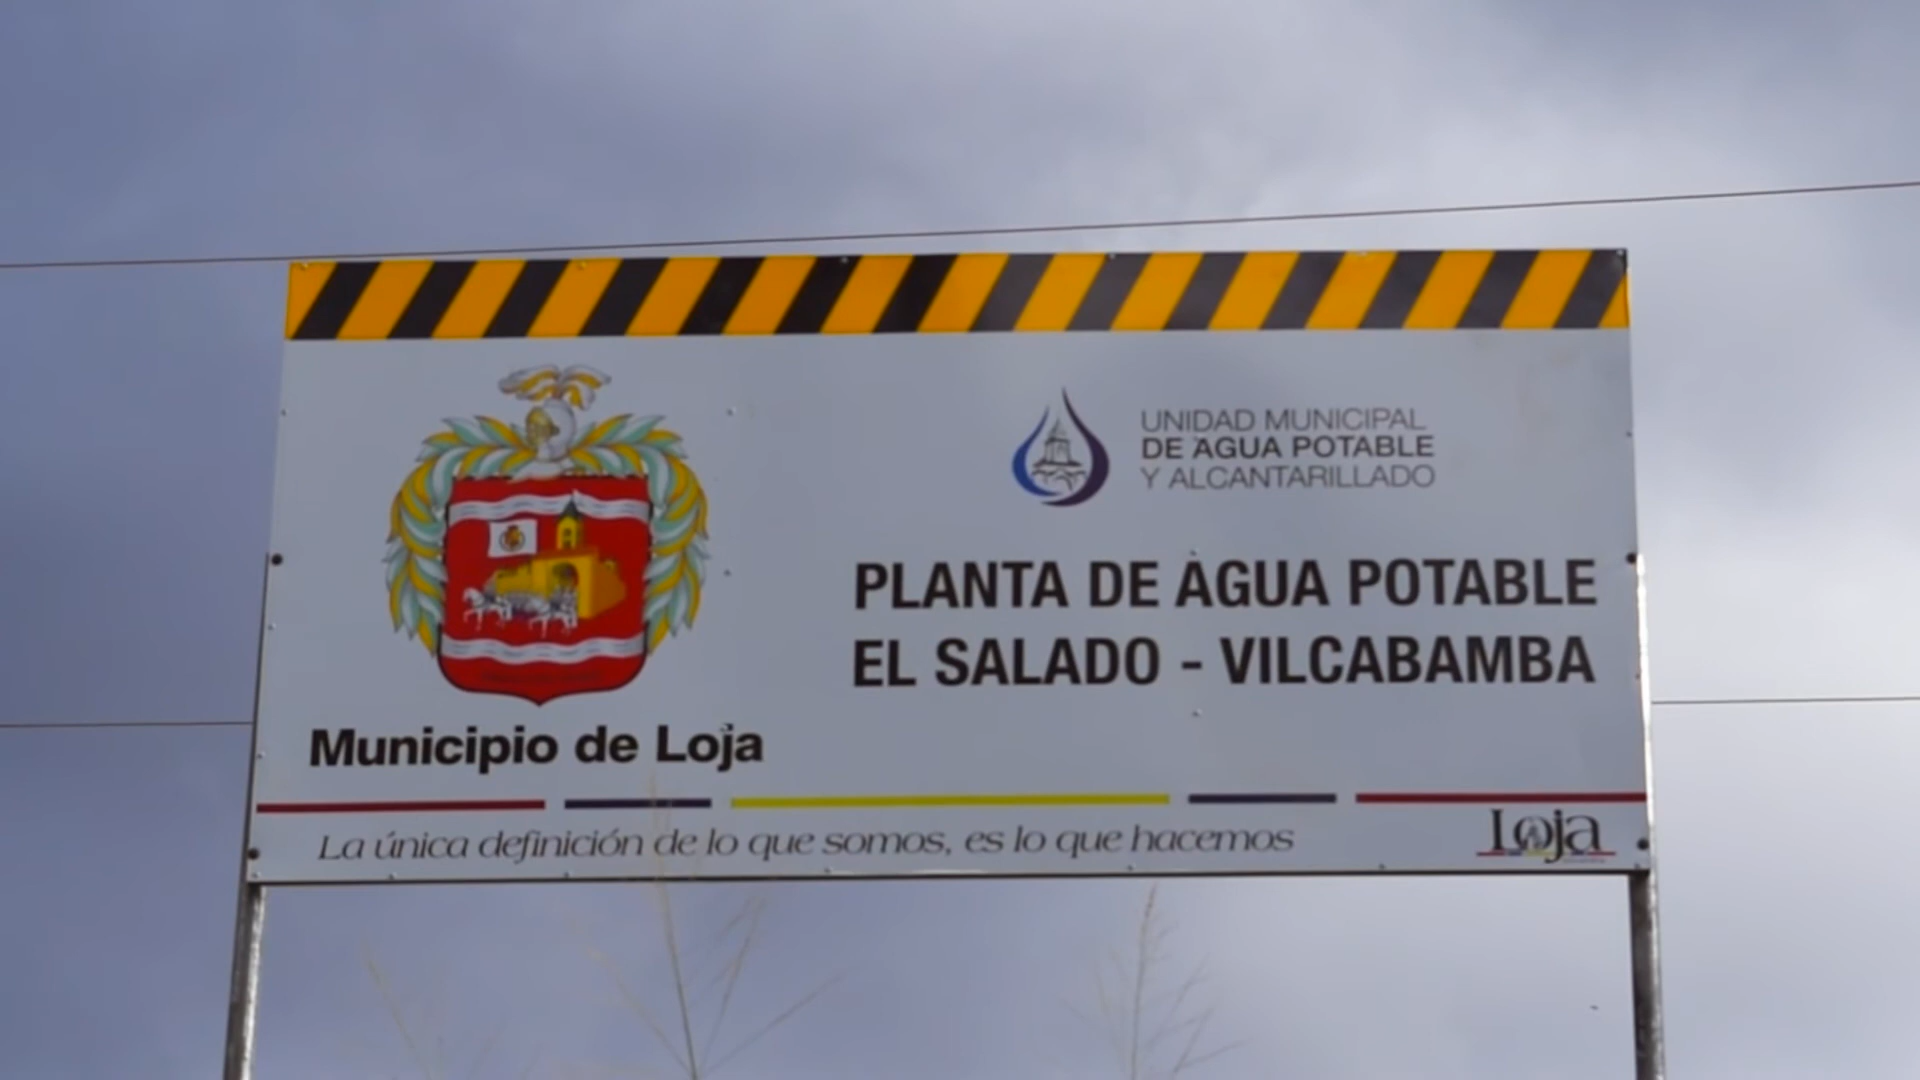 UNIDAD MUNICIPAL
DE AGUA POTABLE
Y ALCANTARILLADO
PLANTA DE AGUA POTABLE
EL SALADO - VILCABAMBA
Municipio de Loja
La única definición de lo que somos, es lo que hacemos
Loja